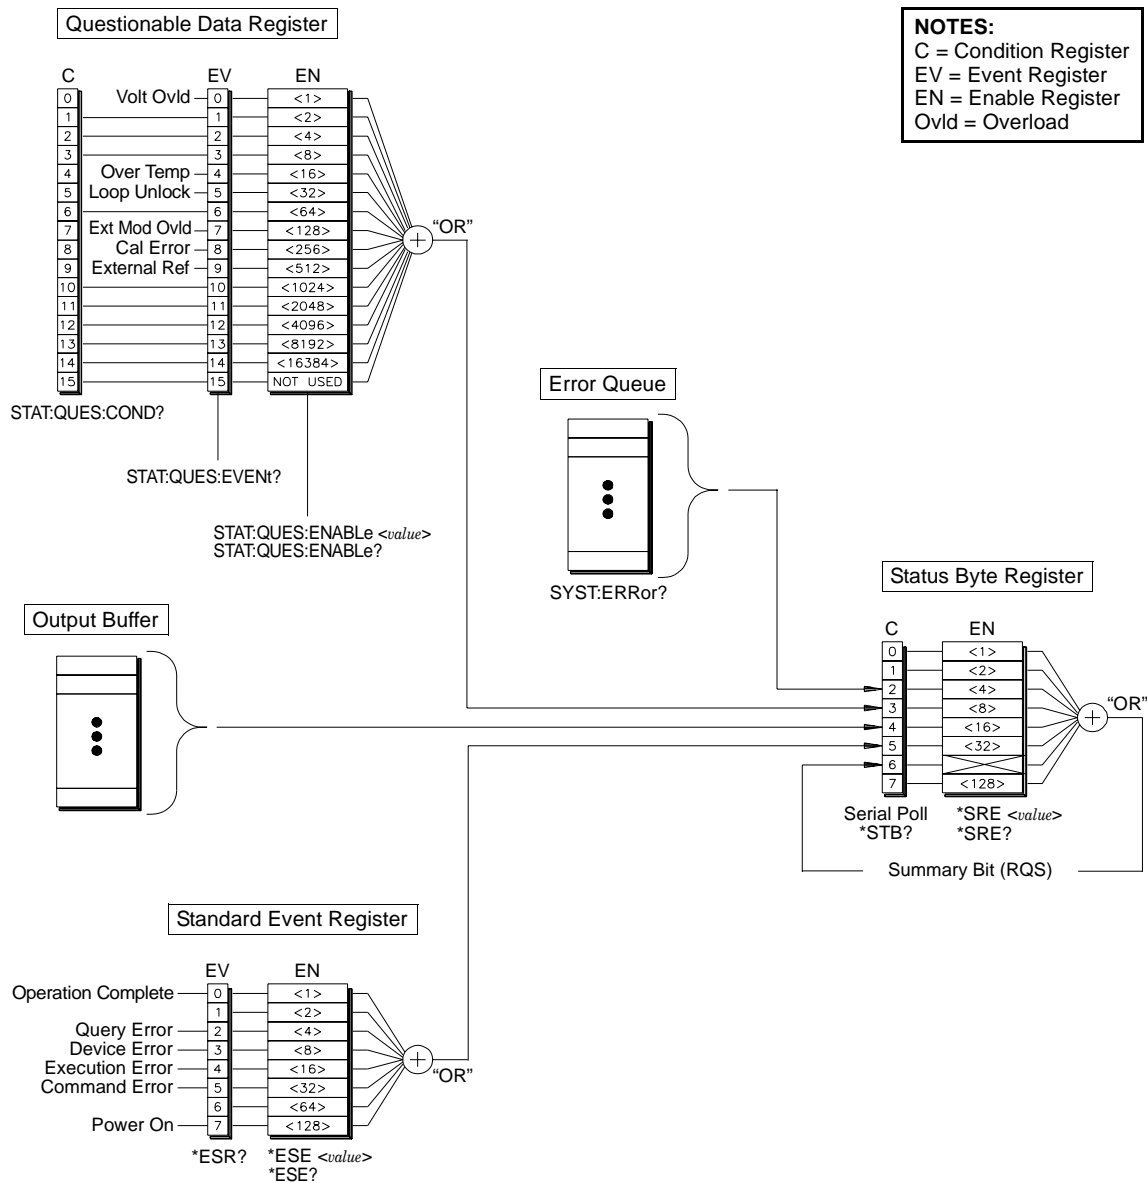 Questionable Data Register
NOTES:
C = Condition Register
EV = Event Register
EN = Enable Register
Ovld = Overload
C EV EN
0 Volt Ovld 0 <1>
1 1 <2>
2 2 <4>
3 3 <8>
4 Over Temp 4 <16>
5 Loop Unlock 5 <32>
6 6 <64>
7 Ext Mod Ovld 7 <128>
8 Cal Error 8 <256>
9 External Ref 9 <512>
10 10 <1024>
11 11 <2048>
12 12 <4096>
13 13 <8192>
14 14 <16384>
15 15 NOT USED
+ “OR”
STAT:QUES:COND?
STAT:QUES:EVENt?
STAT:QUES:ENABLe <value>
STAT:QUES:ENABLe?
Error Queue
SYST:ERRor?
Output Buffer
Status Byte Register
C EN
0 <1>
1 <2>
2 <4>
3 <8>
4 <16>
5 <32>
6
7 <128>
+ “OR”
Serial Poll
*STB?
*SRE <value>
*SRE?
Summary Bit (RQS)
Standard Event Register
EV EN
Operation Complete 0 <1>
1 <2>
Query Error 2 <4>
Device Error 3 <8>
Execution Error 4 <16>
Command Error 5 <32>
6 <64>
Power On 7 <128>
+ “OR”
*ESR?
*ESE <value>
*ESE?